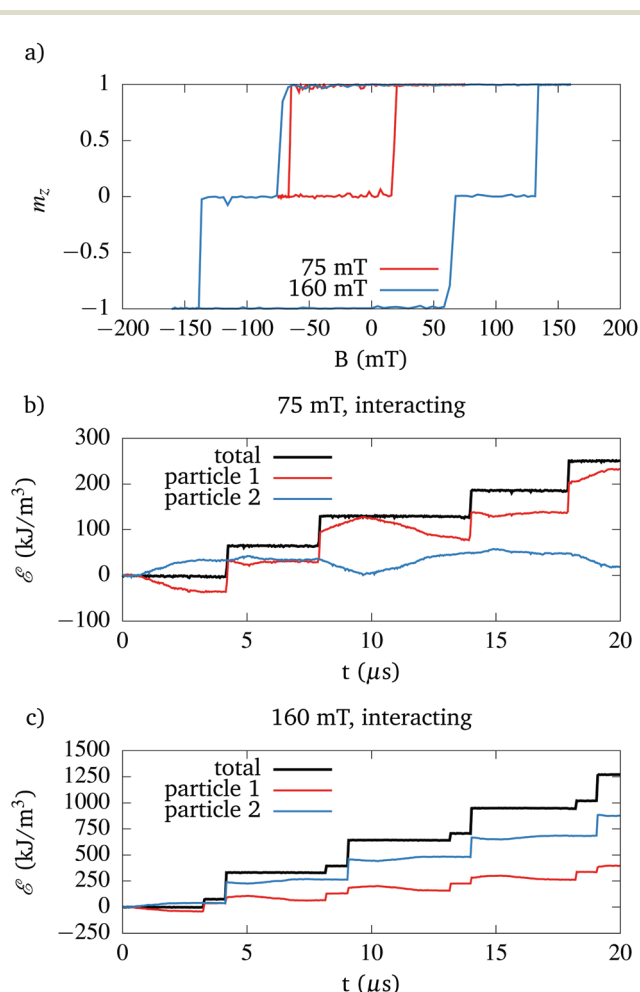 a)
1
0.5
0
−0.5
−1
m_z
75 mT
160 mT
−200 −150 −100 −50 0 50 100 150 200
B (mT)
b)
75 mT, interacting
300
200
100
0
−100
ℰ (kJ/m³)
total
particle 1
particle 2
0 5 10 15 20
t (μs)
c)
160 mT, interacting
1500
1250
1000
750
500
250
0
−250
ℰ (kJ/m³)
total
particle 1
particle 2
0 5 10 15 20
t (μs)